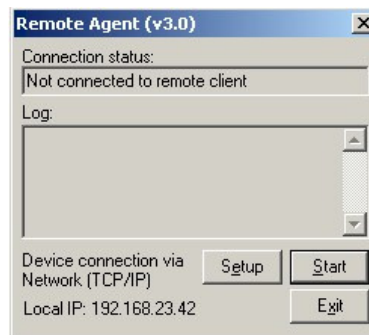 Remote Agent (v3.0)
Connection status:
Not connected to remote client
Log:
Device connection via
Network (TCP/IP)
Setup
Start
Local IP: 192.168.23.42
Exit